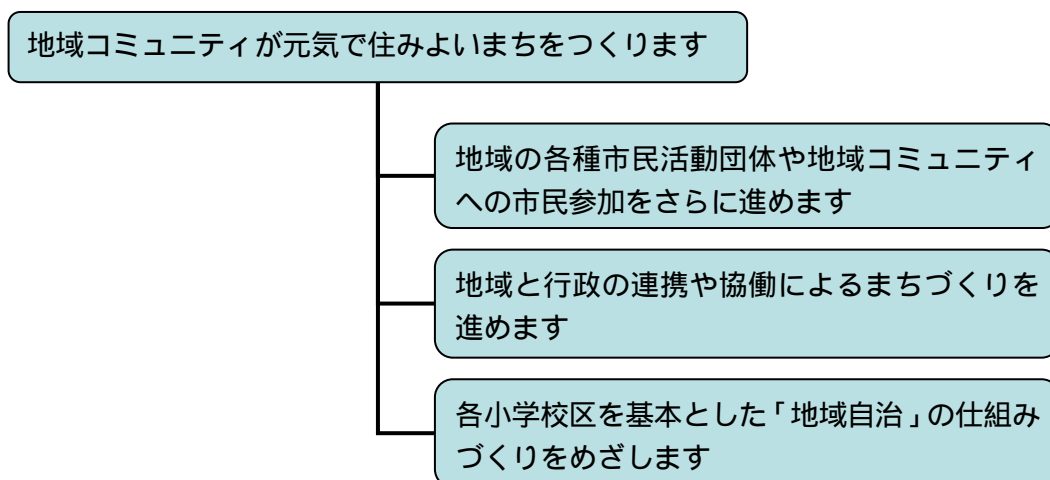 地域コミュニティが元気で住みよいまちをつくります
地域の各種市民活動団体や地域コミュニティ
への市民参加をさらに進めます
地域と行政の連携や協働によるまちづくりを
進めます
各小学校区を基本とした「地域自治」の仕組み
づくりをめざします